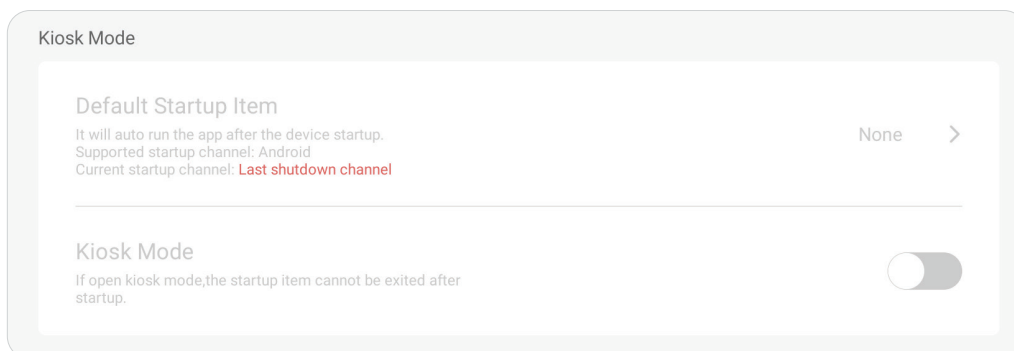 Kiosk Mode
Default Startup Item
It will auto run the app after the device startup.
Supported startup channel: Android
Current startup channel: Last shutdown channel
None
Kiosk Mode
If open kiosk mode,the startup item cannot be exited after
startup.